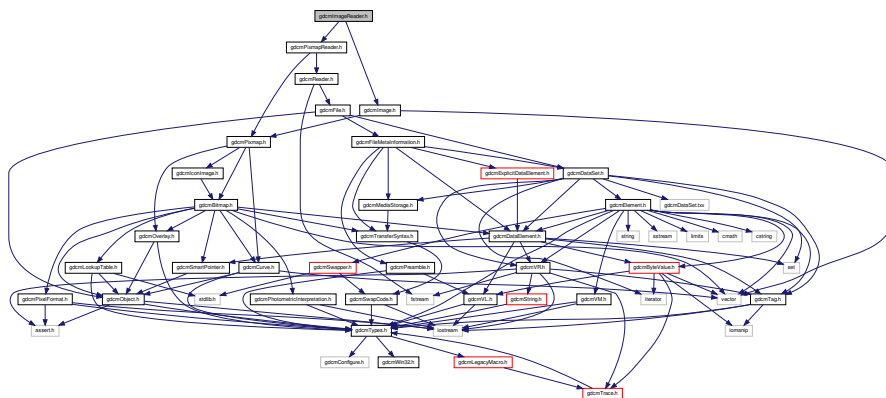 gdcmImageReader.h
gdcmPixmapReader.h
gdcmReader.h
gdcmFile.h
gdcmImage.h
gdcmPixmap.h
gdcmFileMetaInformation.h
gdcmIconImage.h
gdcmExplicitDataElement.h
gdcmDataSet.h
gdcmBitmap.h
gdcmMediaStorage.h
gdcmElement.h
gdcmDataSet.txx
gdcmOverlay.h
gdcmTransferSyntax.h
gdcmDataElement.h
string
sstream
limits
cmath
cstring
gdcmLookupTable.h
gdcmSmartPointer.h
gdcmCurve.h
gdcmSwapper.h
gdcmPreamble.h
gdcmVR.h
gdcmByteValue.h
set
gdcmPixelFormat.h
gdcmObject.h
stdlib.h
gdcmPhotometricInterpretation.h
gdcmSwapCode.h
fstream
gdcmVL.h
gdcmString.h
gdcmVM.h
iterator
vector
gdcmTag.h
assert.h
gdcmTypes.h
iostream
iomanip
gdcmConfigure.h
gdcmWin32.h
gdcmLegacyMacro.h
gdcmTrace.h